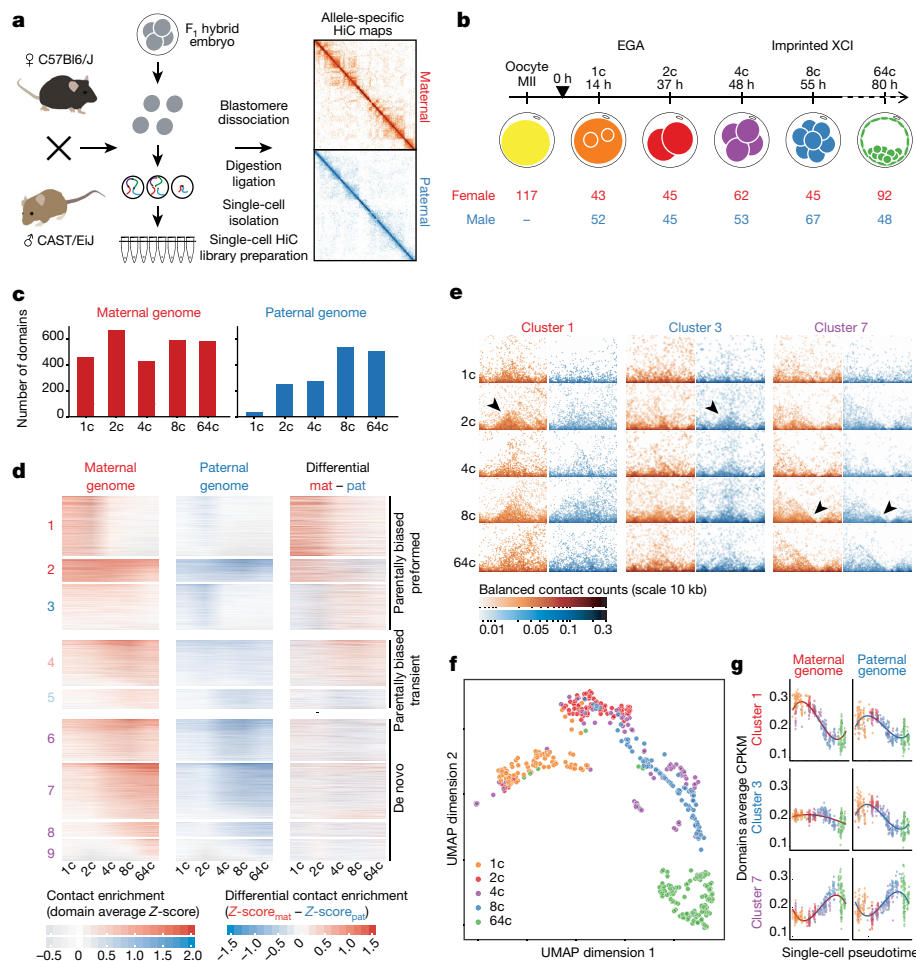 a
F1 hybrid
embryo
Allele-specific
HiC maps
♀ C57Bl6/J
Maternal
Blastomere
dissociation
Digestion
ligation
Single-cell
isolation
Paternal
♂ CAST/EiJ
Single-cell HiC
library preparation
b
EGA
Imprinted XCI
Oocyte
MII
0 h
1c
14 h
2c
37 h
4c
48 h
8c
55 h
64c
80 h
Female 117 43 45 62 45 92
Male – 52 45 53 67 48
c
Maternal genome
Paternal genome
Number of domains
600
400
200
0
1c 2c 4c 8c 64c
1c 2c 4c 8c 64c
d
Maternal
genome
Paternal
genome
Differential
mat – pat
1
2
3
4
5
6
7
8
9
Parentally biased
preformed
Parentally biased
transient
De novo
1c 2c 4c 8c 64c
1c 2c 4c 8c 64c
1c 2c 4c 8c 64c
Contact enrichment
(domain average Z-score)
–0.5 0 0.5 1.0 1.5 2.0
Differential contact enrichment
(Z-scoremat – Z-scorepat)
–1.5 –1.0 –0.5 0 0.5 1.0 1.5
e
Cluster 1
Cluster 3
Cluster 7
1c
2c
4c
8c
64c
Balanced contact counts (scale 10 kb)
0.01 0.05 0.1 0.3
f
UMAP dimension 2
1c
2c
4c
8c
64c
UMAP dimension 1
g
Maternal
genome
Paternal
genome
Domains average CPKM
Cluster 1
0.3
0.2
0.1
Cluster 3
0.3
0.2
0.1
Cluster 7
0.3
0.2
0.1
Single-cell pseudotime